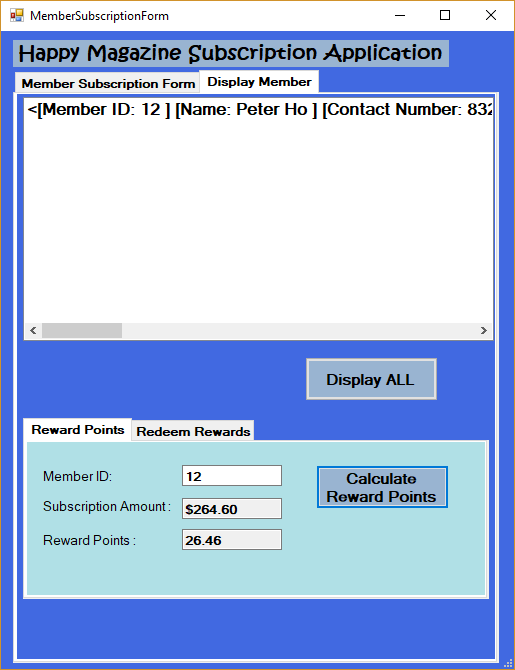 MemberSubscriptionForm
Happy Magazine Subscription Application
Member Subscription Form Display Member
<[Member ID: 12 ] [Name: Peter Ho ] [Contact Number: 832
Display ALL
Reward Points Redeem Rewards
Member ID: 12
Calculate
Reward Points
Subscription Amount : $264.60
Reward Points : 26.46